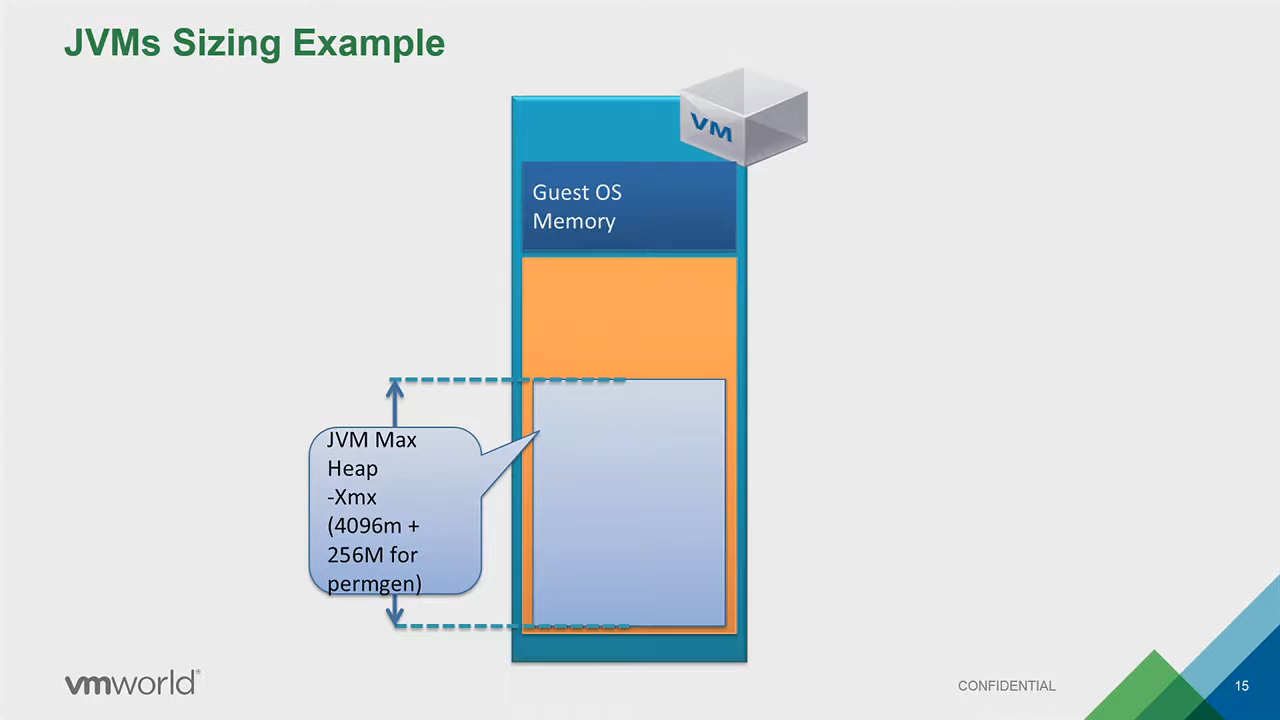 JVMs Sizing Example
VM
Guest OS
Memory
JVM Max
Heap
-Xmx
(4096m +
256M for
permgen)
vmworld®
CONFIDENTIAL
15